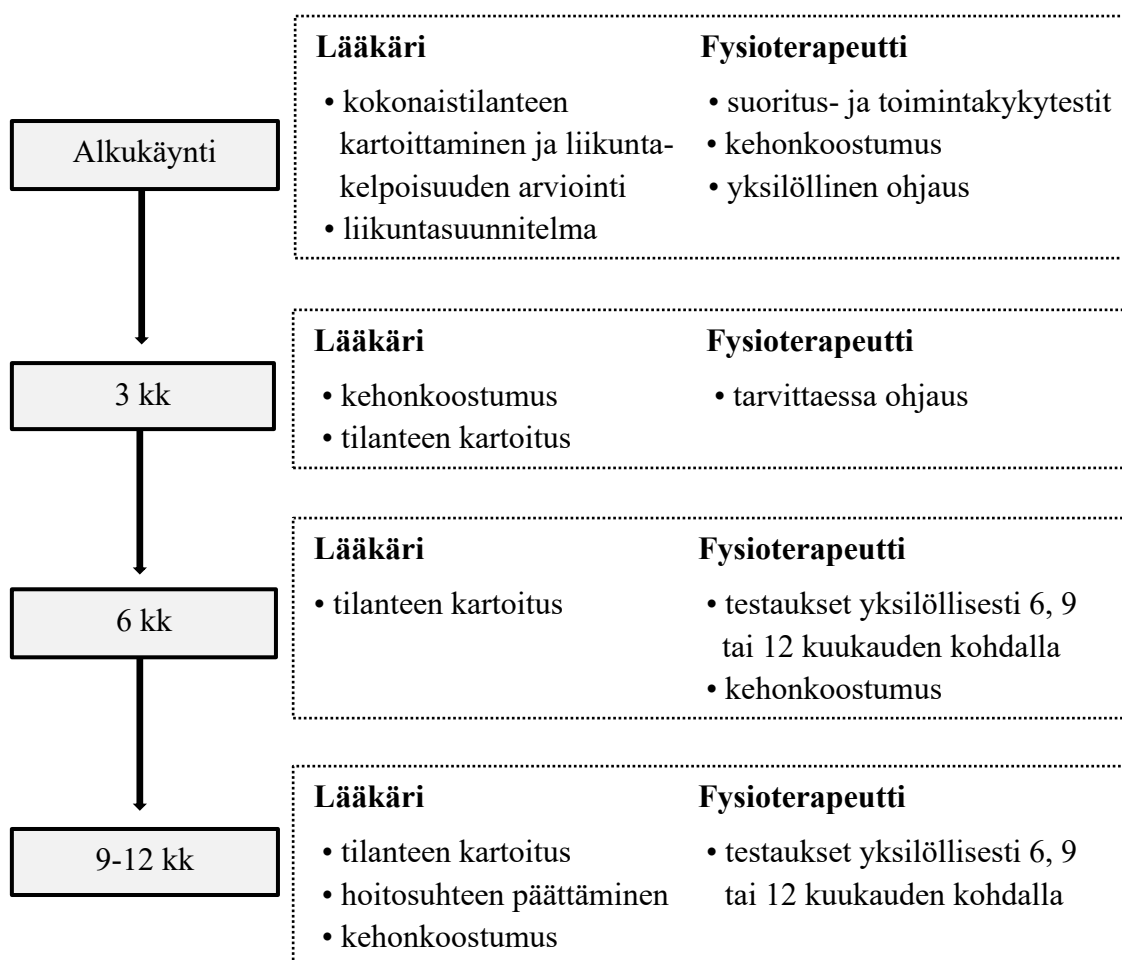 Alkukäynti
Lääkäri
• kokonaistilanteen
kartoittaminen ja liikunta-
kelpoisuuden arviointi
• liikuntasuunnitelma
Fysioterapeutti
• suoritus- ja toimintakykytestit
• kehonkoostumus
• yksilöllinen ohjaus
3 kk
Lääkäri
• kehonkoostumus
• tilanteen kartoitus
Fysioterapeutti
• tarvittaessa ohjaus
6 kk
Lääkäri
• tilanteen kartoitus
Fysioterapeutti
• testaukset yksilöllisesti 6, 9
tai 12 kuukauden kohdalla
• kehonkoostumus
9-12 kk
Lääkäri
• tilanteen kartoitus
• hoitosuhteen päättäminen
• kehonkoostumus
Fysioterapeutti
• testaukset yksilöllisesti 6, 9
tai 12 kuukauden kohdalla